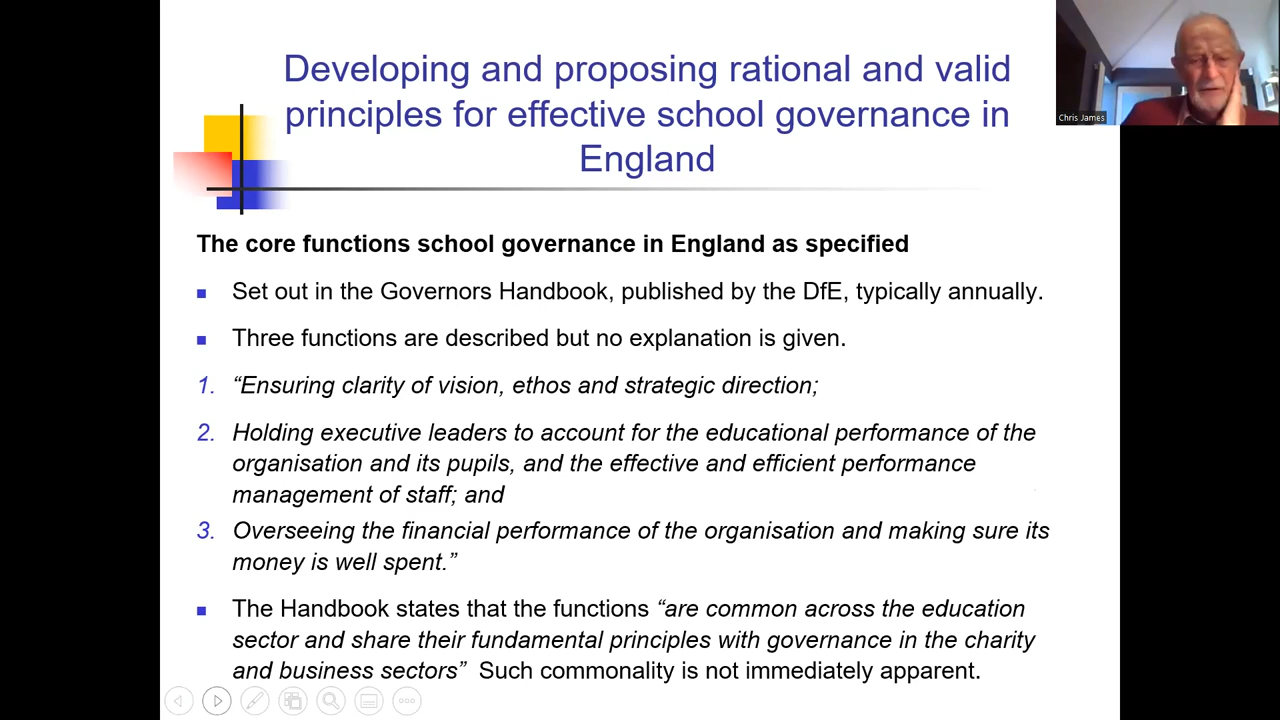 Developing and proposing rational and valid
principles for effective school governance in
England
Chris James
The core functions school governance in England as specified
Set out in the Governors Handbook, published by the DfE, typically annually.
Three functions are described but no explanation is given.
1. “Ensuring clarity of vision, ethos and strategic direction;
2. Holding executive leaders to account for the educational performance of the
organisation and its pupils, and the effective and efficient performance
management of staff; and
3. Overseeing the financial performance of the organisation and making sure its
money is well spent.”
The Handbook states that the functions “are common across the education
sector and share their fundamental principles with governance in the charity
and business sectors” Such commonality is not immediately apparent.